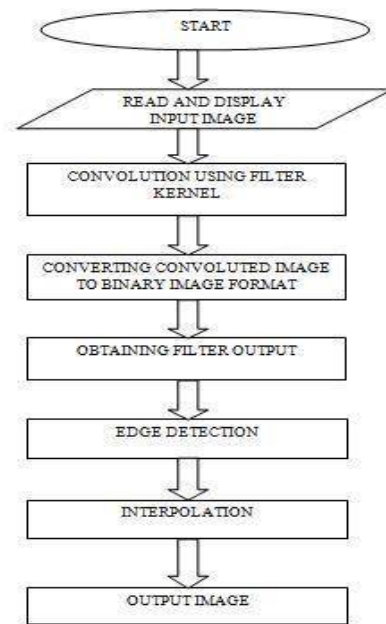 START
READ AND DISPLAY
INPUT IMAGE
CONVOLUTION USING FILTER
KERNEL
CONVERTING CONVOLUTED IMAGE
TO BINARY IMAGE FORMAT
OBTAINING FILTER OUTPUT
EDGE DETECTION
INTERPOLATION
OUTPUT IMAGE